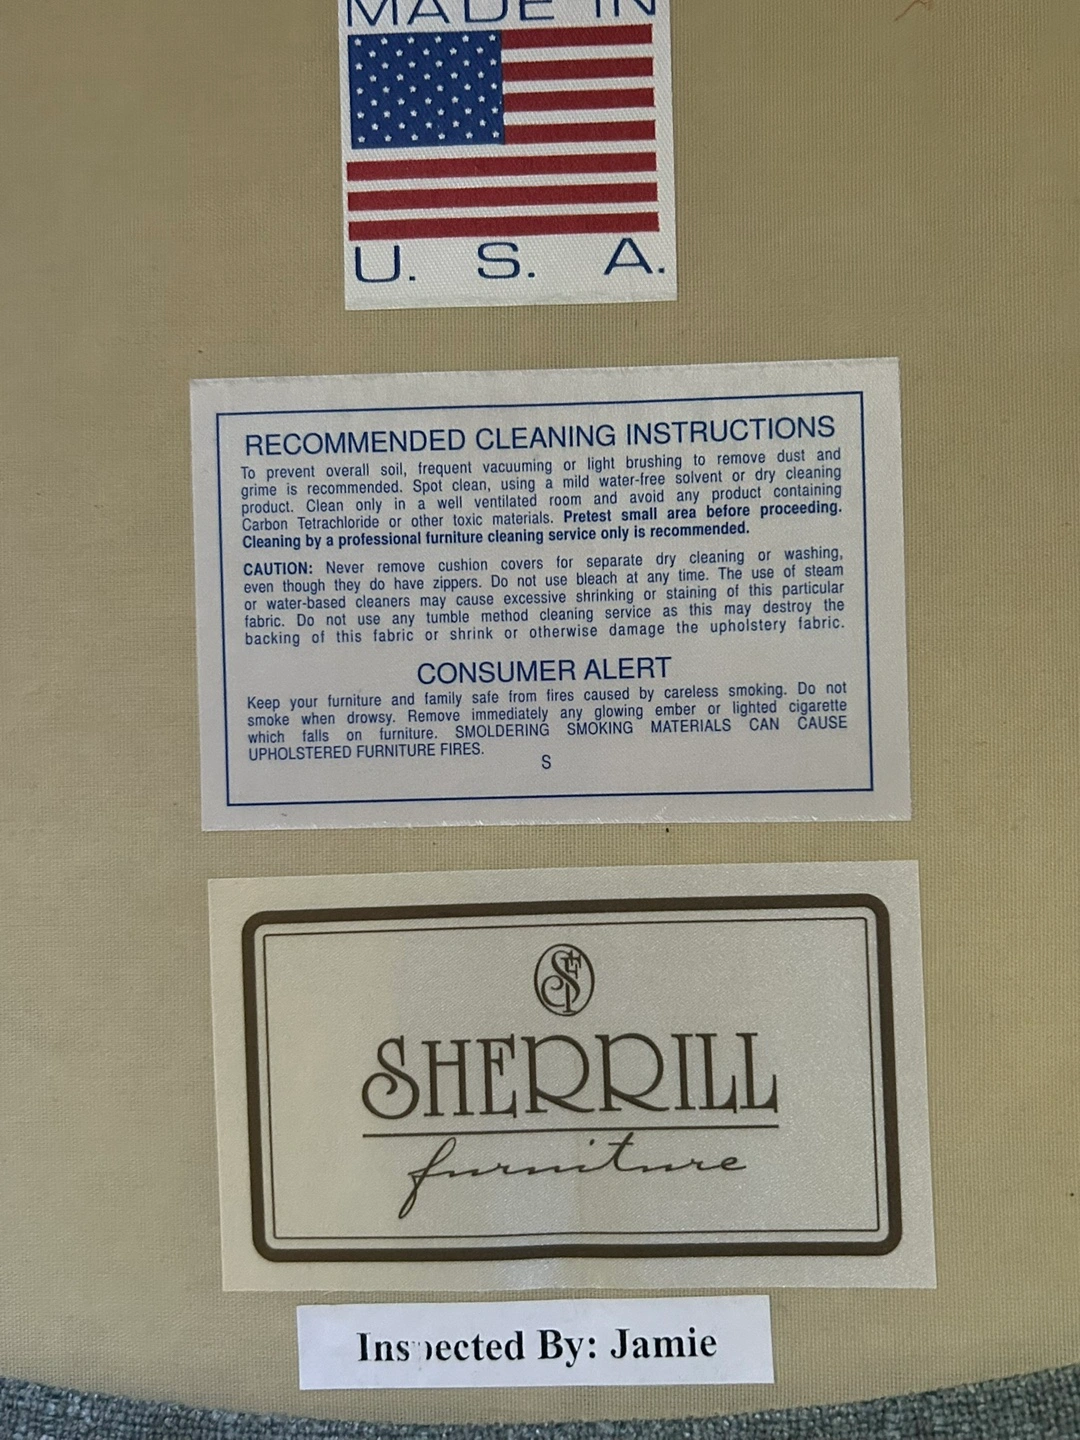 MADE IN
U. S. A.
RECOMMENDED CLEANING INSTRUCTIONS
To prevent overall soil, frequent vacuuming or light brushing to remove dust and
grime is recommended. Spot clean, using a mild water-free solvent or dry cleaning
product. Clean only in a well ventilated room and avoid any product containing
Carbon Tetrachloride or other toxic materials. Pretest small area before proceeding.
Cleaning by a professional furniture cleaning service only is recommended.
CAUTION: Never remove cushion covers for separate dry cleaning or washing,
even though they do have zippers. Do not use bleach at any time. The use of steam
or water-based cleaners may cause excessive shrinking or staining of this particular
fabric. Do not use any tumble method cleaning service as this may destroy the
backing of this fabric or shrink or otherwise damage the upholstery fabric.
CONSUMER ALERT
Keep your furniture and family safe from fires caused by careless smoking. Do not
smoke when drowsy. Remove immediately any glowing ember or lighted cigarette
which falls on furniture. SMOLDERING SMOKING MATERIALS CAN CAUSE
UPHOLSTERED FURNITURE FIRES.
S
SF
SHERRILL
furniture
Inspected By: Jamie